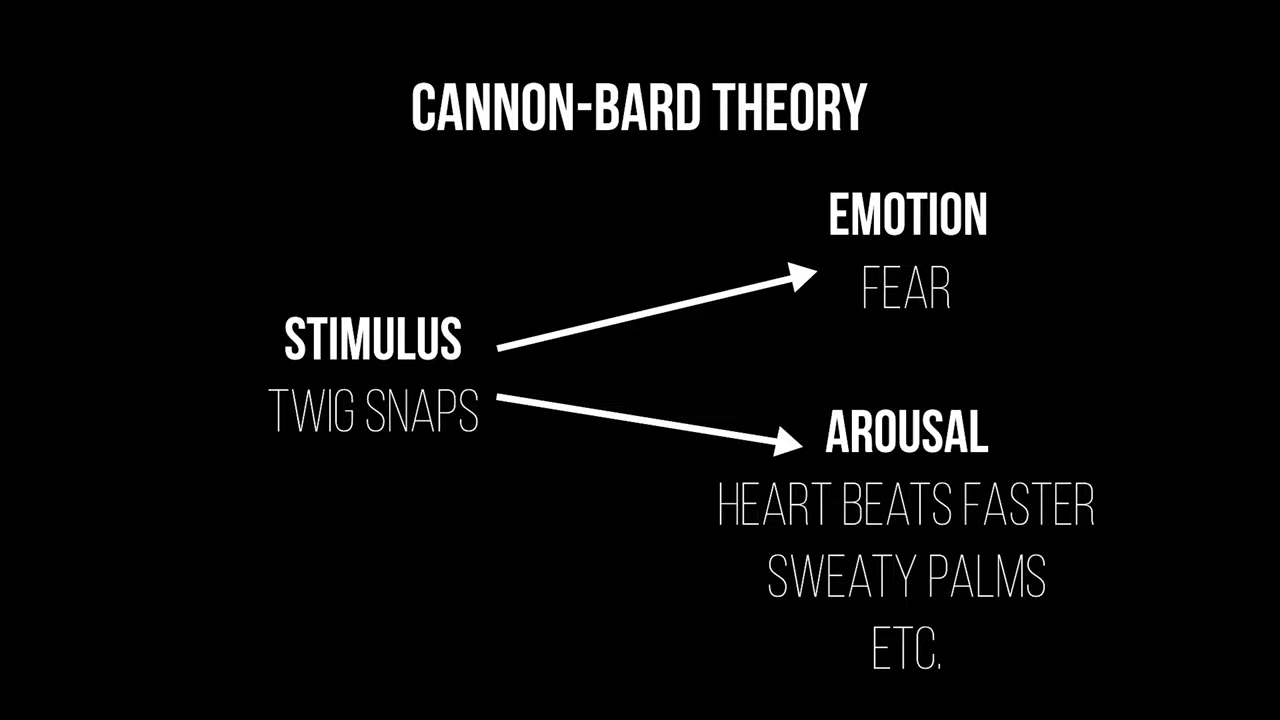 CANNON-BARD THEORY
EMOTION
FEAR
STIMULUS
TWIG SNAPS
AROUSAL
HEART BEATS FASTER
SWEATY PALMS
ETC.